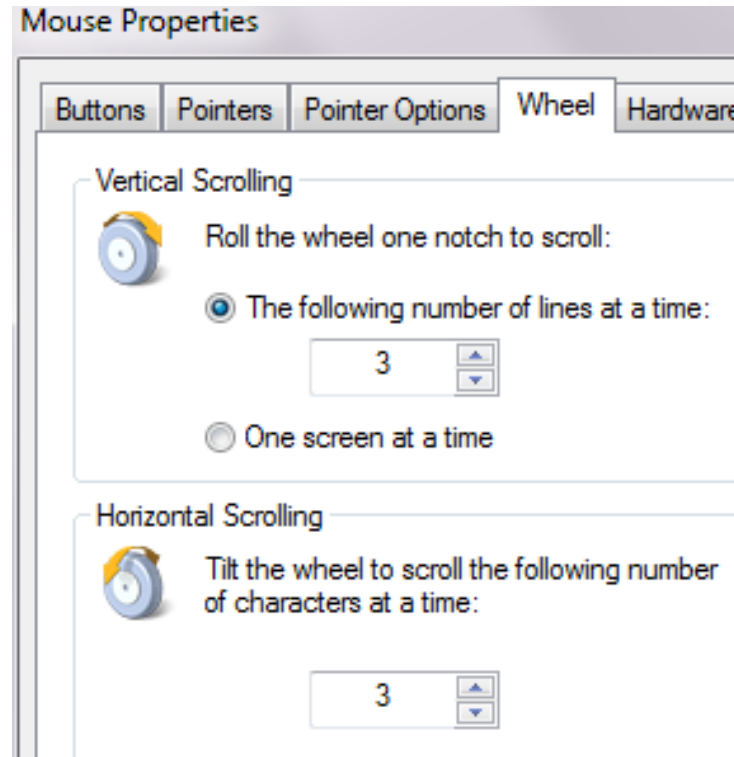 Mouse Properties
Buttons Pointers Pointer Options Wheel Hardware
Vertical Scrolling
Roll the wheel one notch to scroll:
The following number of lines at a time:
3
One screen at a time
Horizontal Scrolling
Tilt the wheel to scroll the following number
of characters at a time:
3